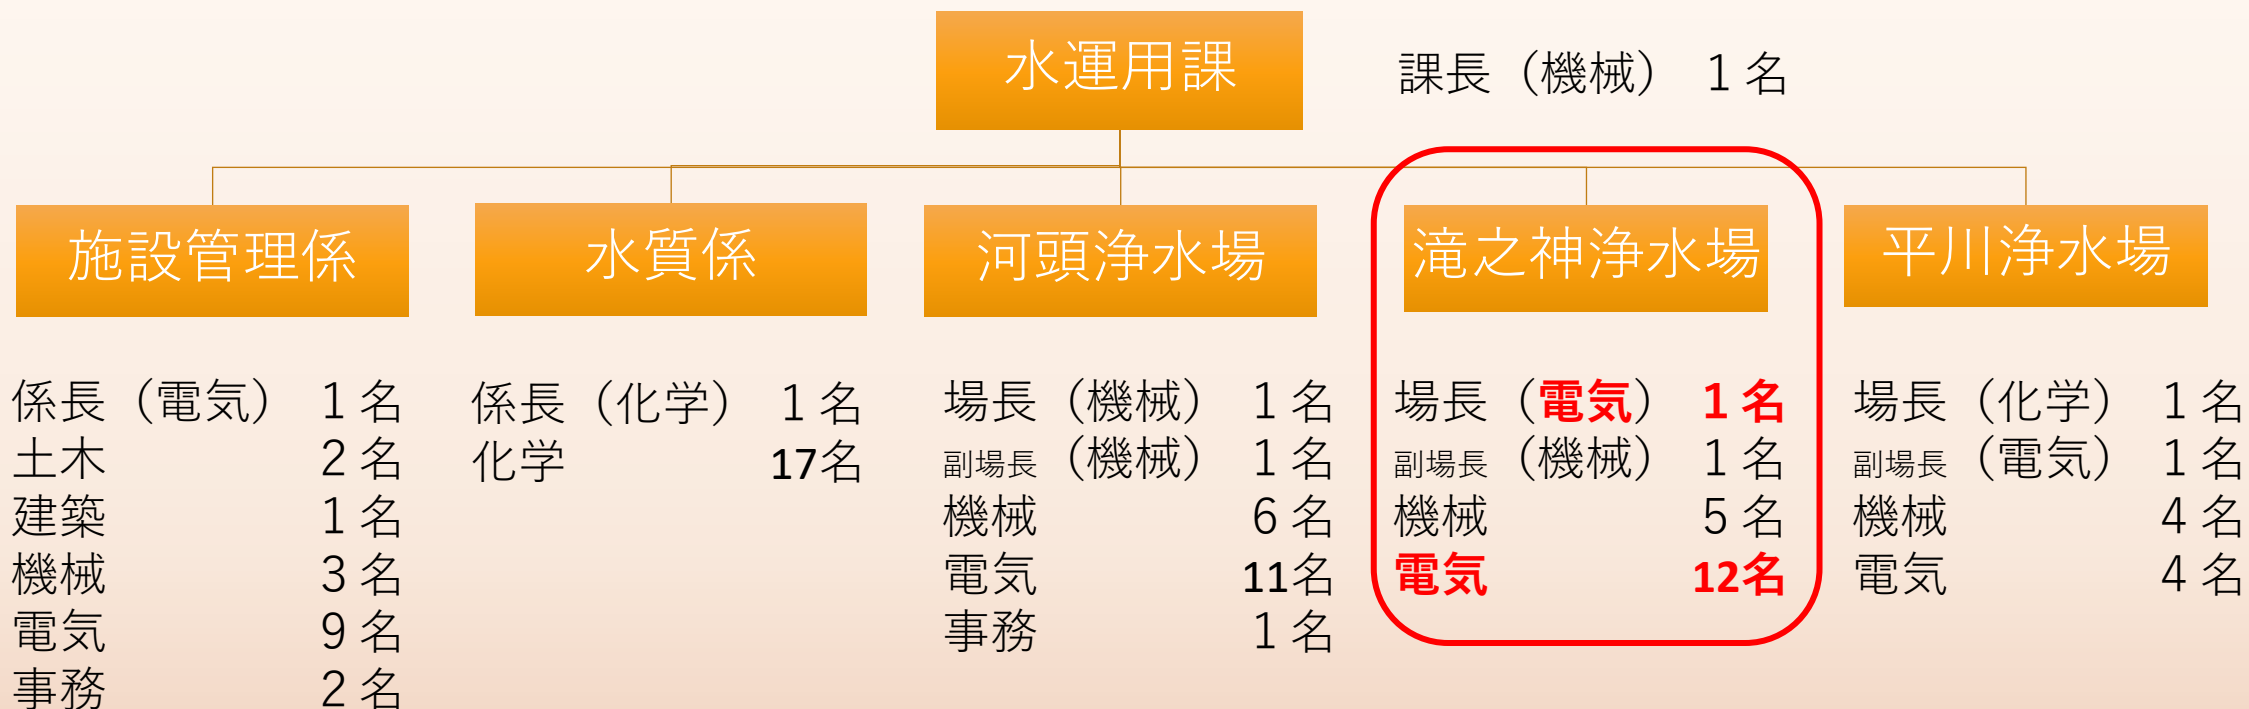 水運用課
課長（機械） １名
施設管理係
係長（電気） １名
土木 ２名
建築 １名
機械 ３名
電気 ９名
事務 ２名
水質係
係長（化学） １名
化学 17名
河頭浄水場
場長（機械） １名
副場長（機械） １名
機械 ６名
電気 11名
事務 １名
滝之神浄水場
場長（電気） １名
副場長（機械） １名
機械 ５名
電気 12名
平川浄水場
場長（化学） １名
副場長（電気） １名
機械 ４名
電気 ４名